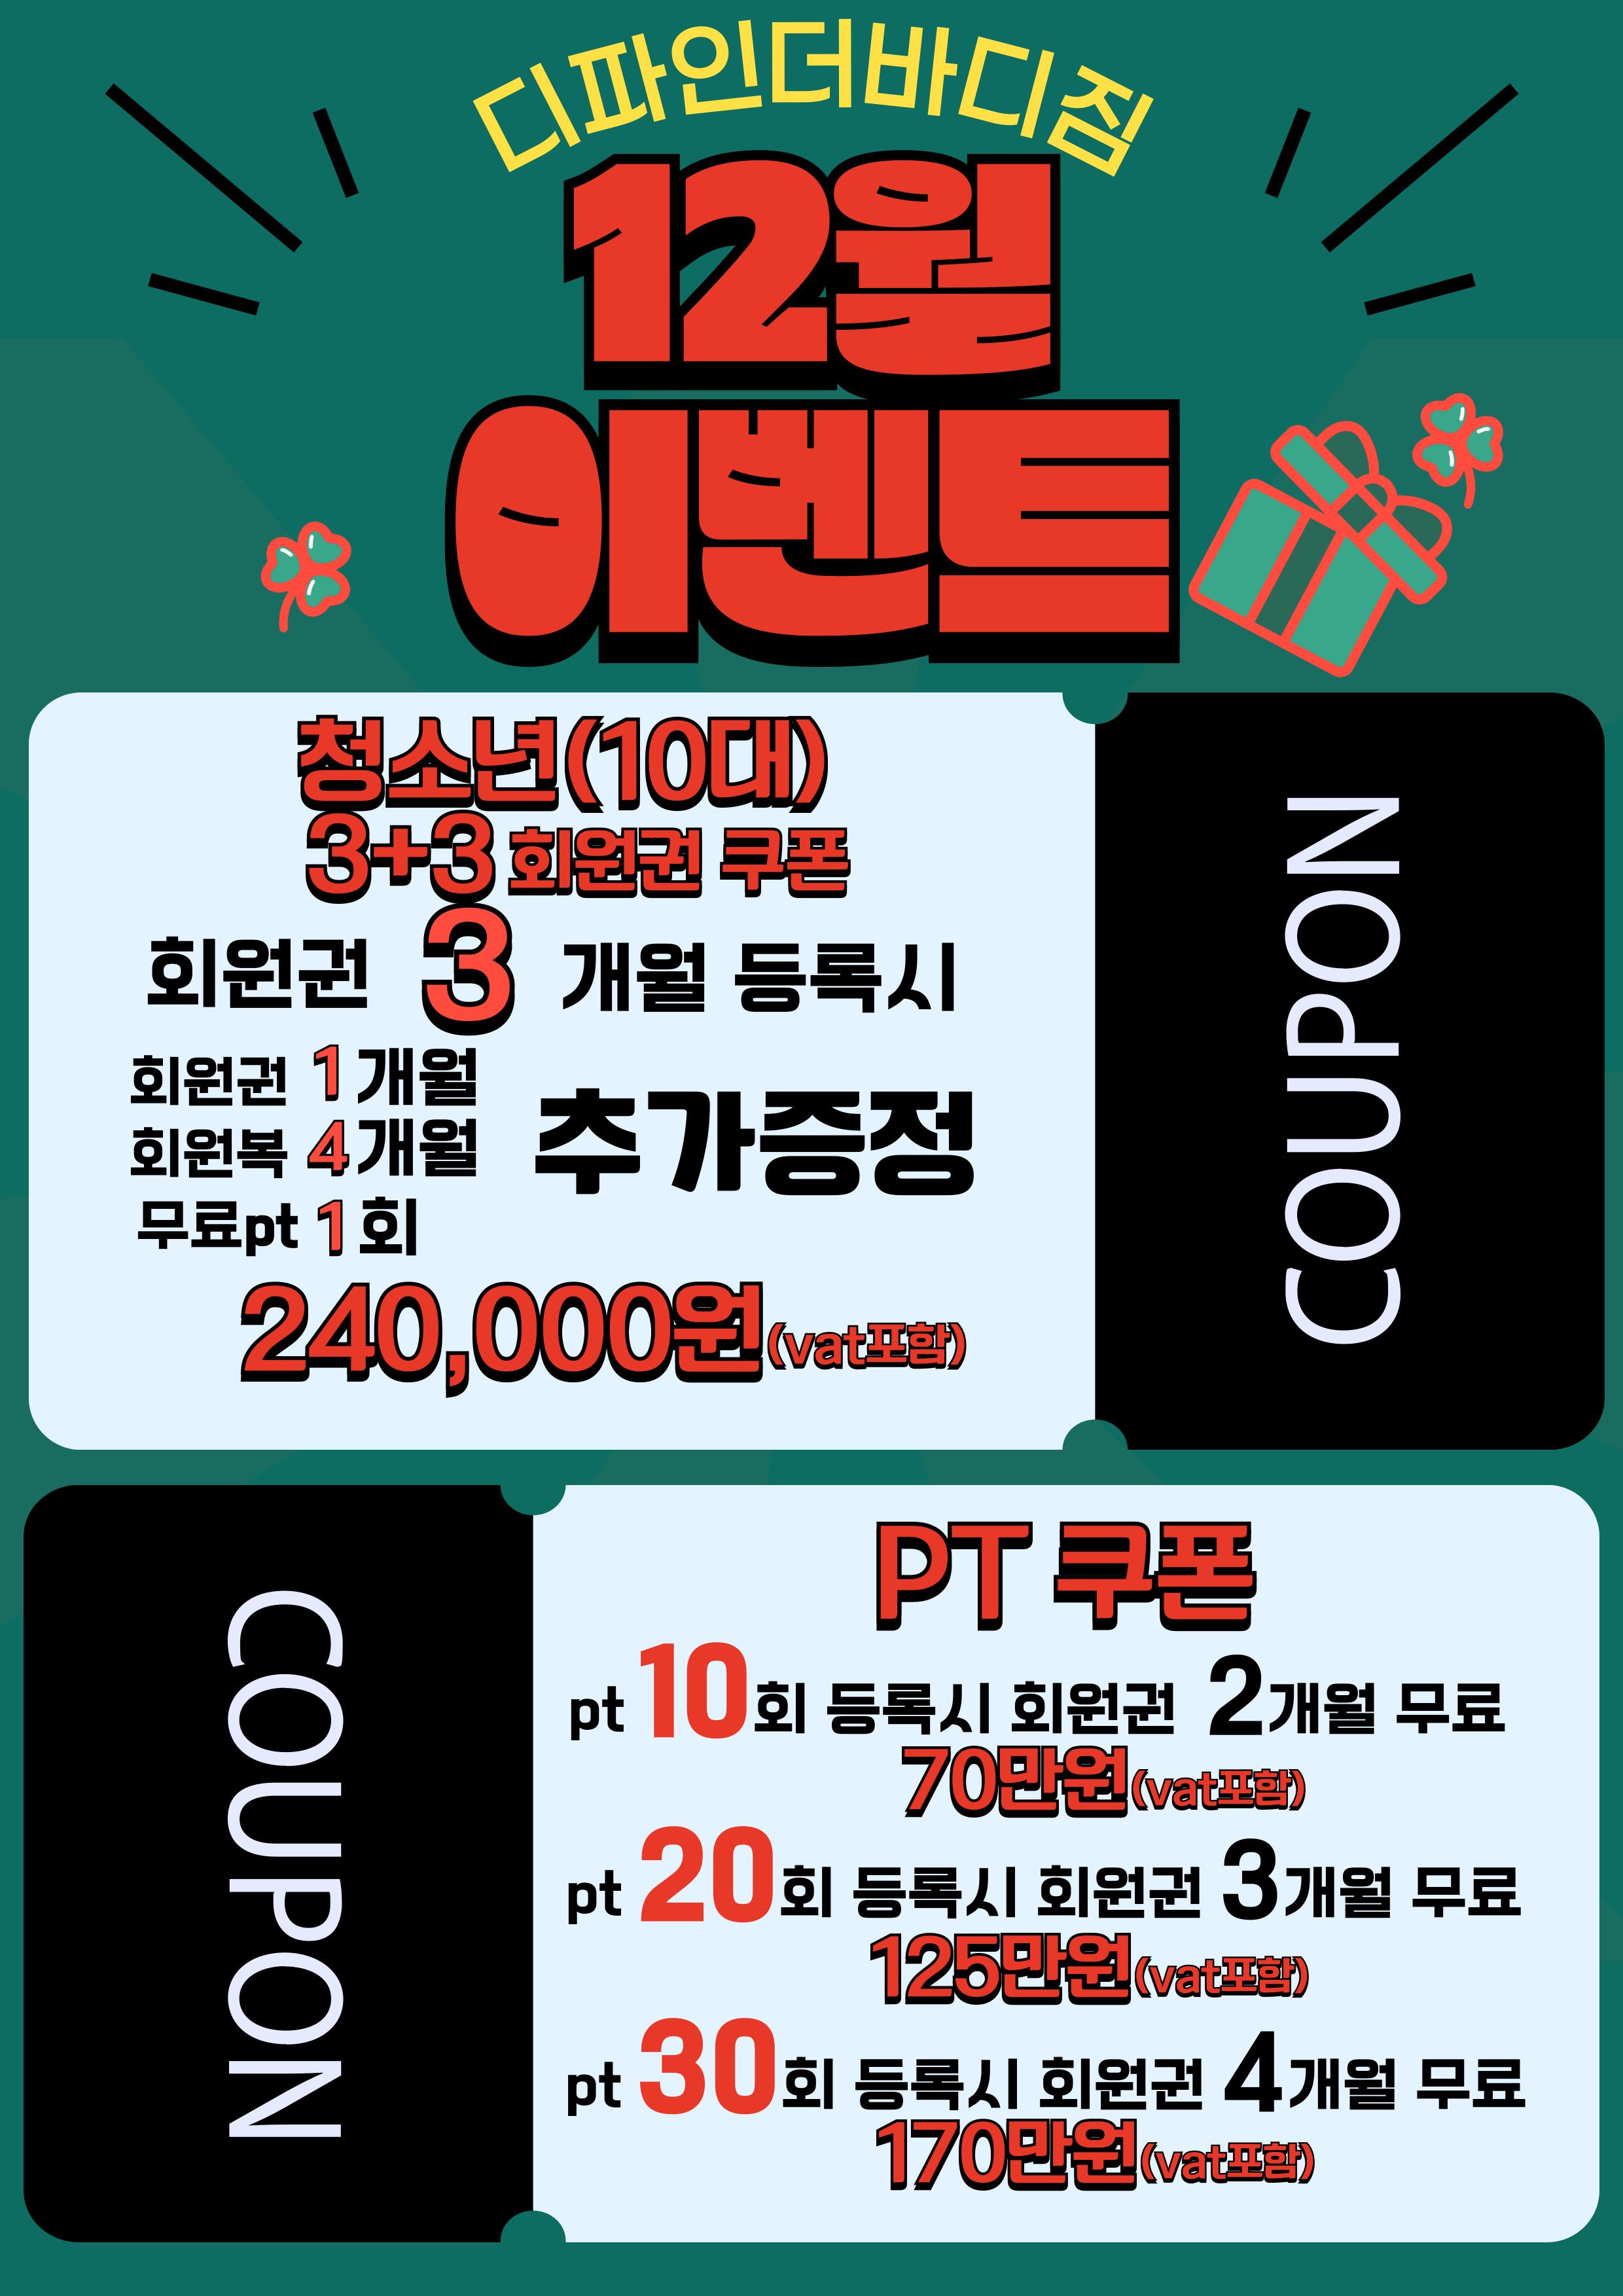 디파인더바디짐
12월
이벤트
청소년(10대)
3+3 회원권 쿠폰
회원권 3 개월 등록시
회원권 1개월
회원복 4개월
무료pt 1회
추가증정
240,000원(vat포함)
COUPON
COUPON
PT 쿠폰
pt 10회 등록시 회원권 2개월 무료
70만원(vat포함)
pt 20회 등록시 회원권 3개월 무료
125만원(vat포함)
pt 30회 등록시 회원권 4개월 무료
170만원(vat포함)